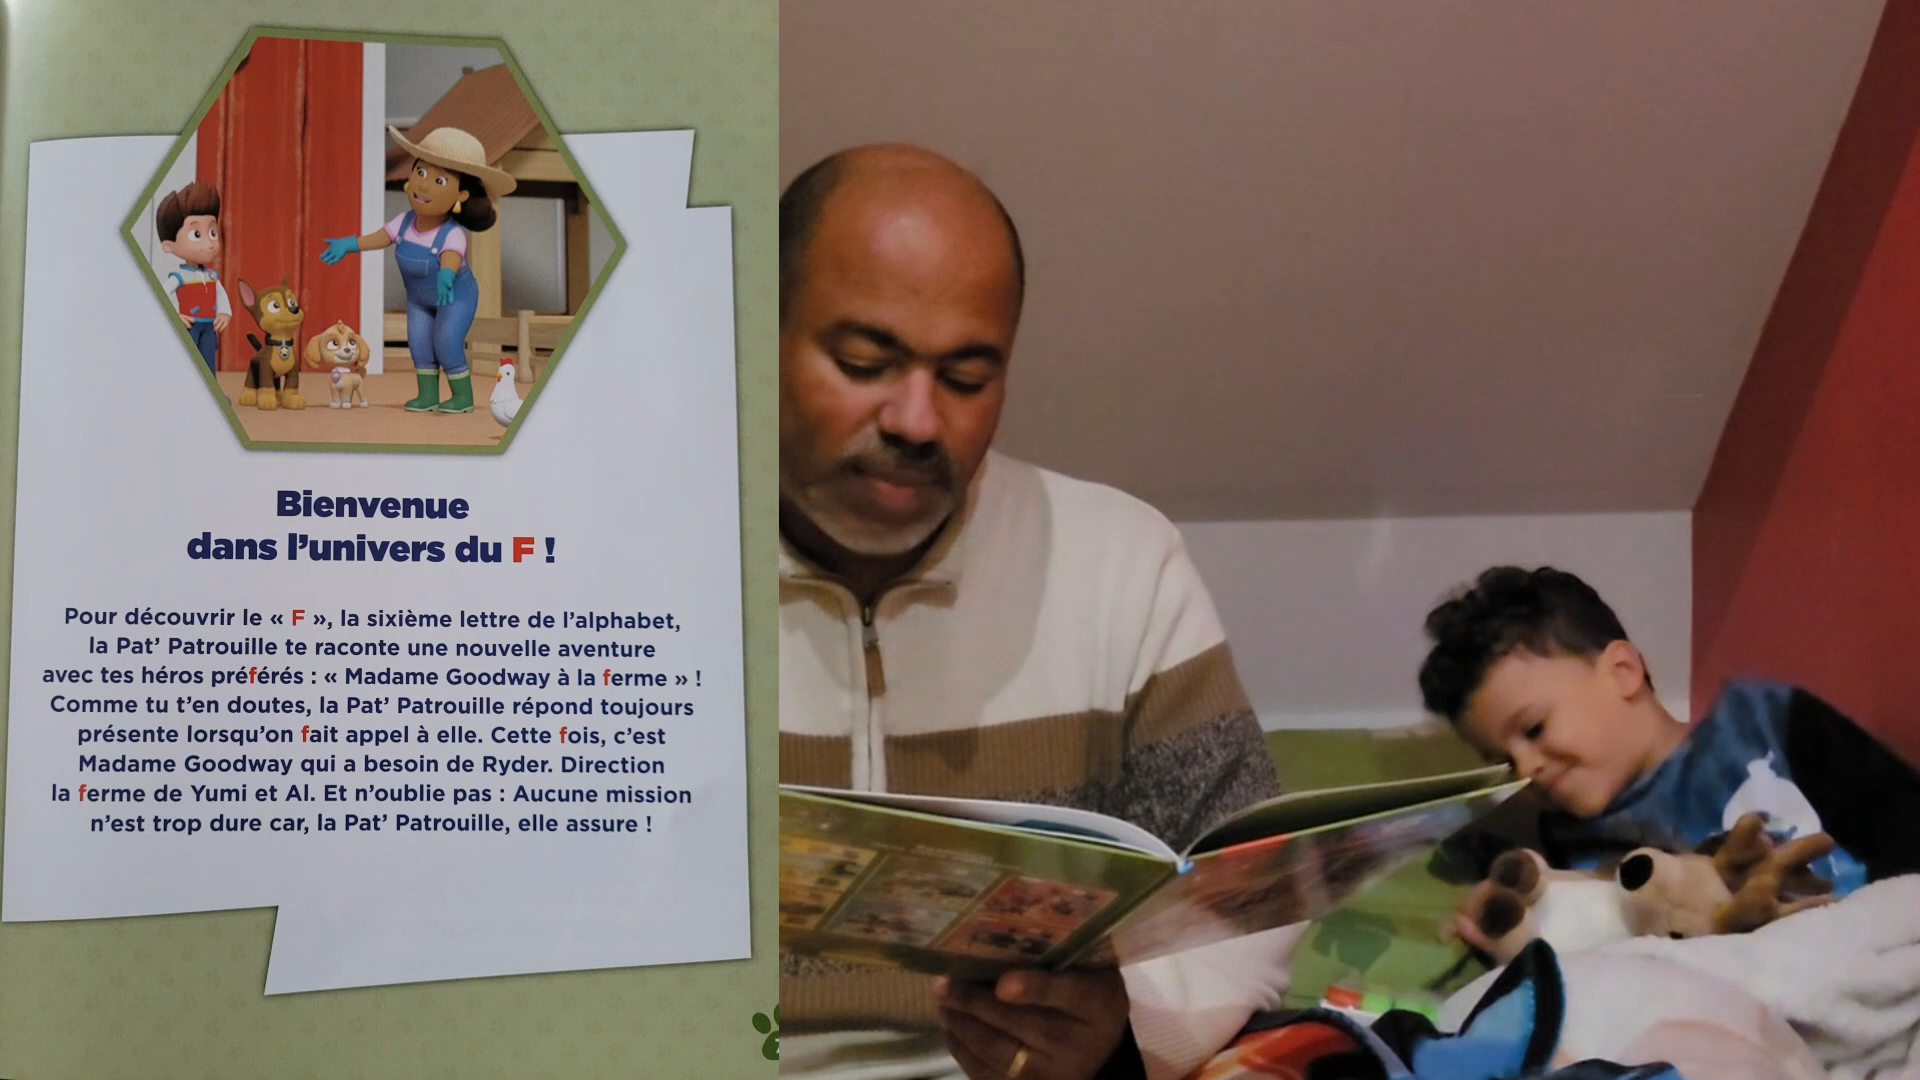 Bienvenue
dans l'univers du F !
Pour découvrir le « F », la sixième lettre de l'alphabet,
la Pat' Patrouille te raconte une nouvelle aventure
avec tes héros préférés : « Madame Goodway à la ferme » !
Comme tu t'en doutes, la Pat' Patrouille répond toujours
présente lorsqu'on fait appel à elle. Cette fois, c'est
Madame Goodway qui a besoin de Ryder. Direction
la ferme de Yumi et Al. Et n'oublie pas : Aucune mission
n'est trop dure car, la Pat' Patrouille, elle assure !